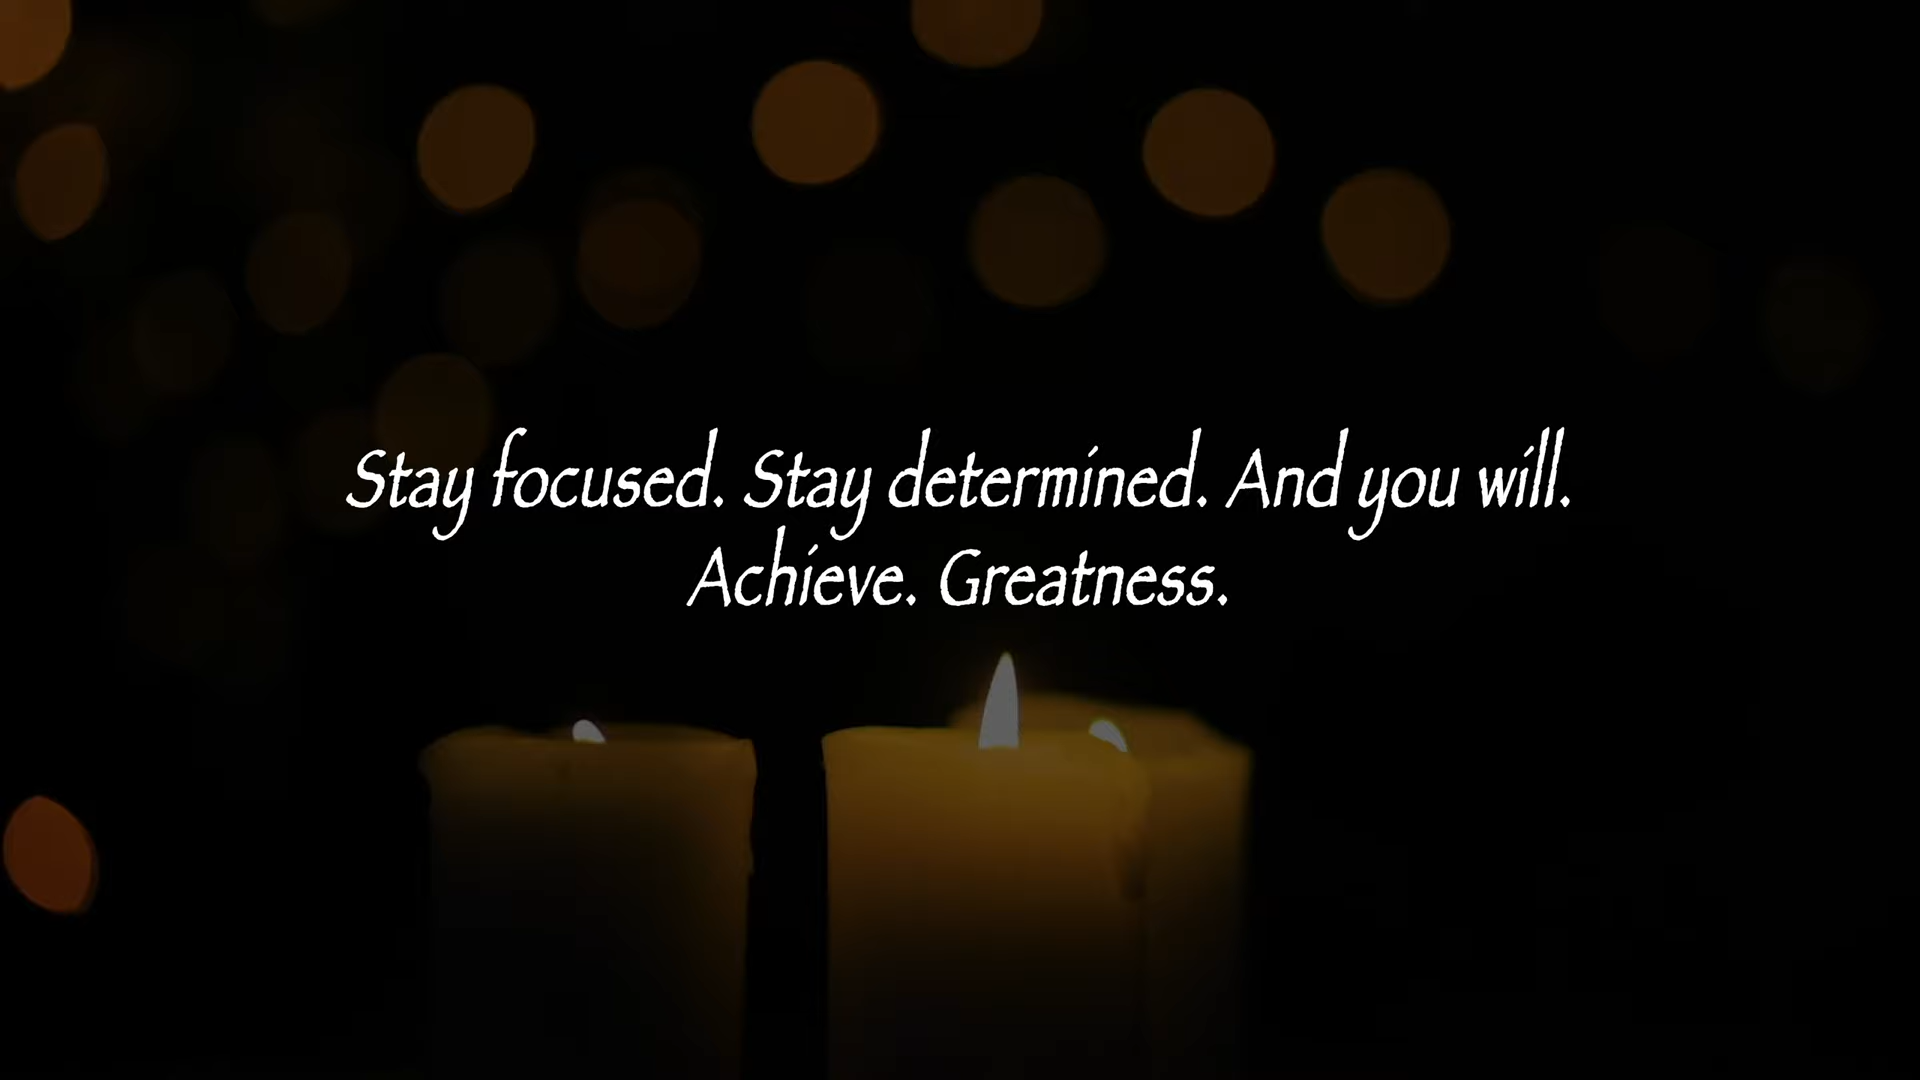 Stay focused. Stay determined. And you will.
Achieve. Greatness.